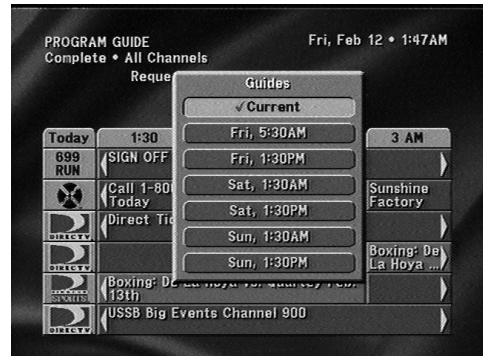 PROGRAM GUIDE
Fri, Feb 12 • 1:47AM
Complete • All Channels
Reque
Guides
✓Current
Fri, 5:30AM
Fri, 1:30PM
Sat, 1:30AM
Sat, 1:30PM
Sun, 1:30AM
Sun, 1:30PM
Today
1:30
3 AM
699
RUN
SIGN OFF
Call 1-80
Today
Sunshine
Factory
Direct Tic
DIRECTV
DIRECTV
Boxing: De
La Hoya ...
SPORTS
Boxing: De La Hoya vs. Quartey Feb.
13th
DIRECTV
USSB Big Events Channel 900